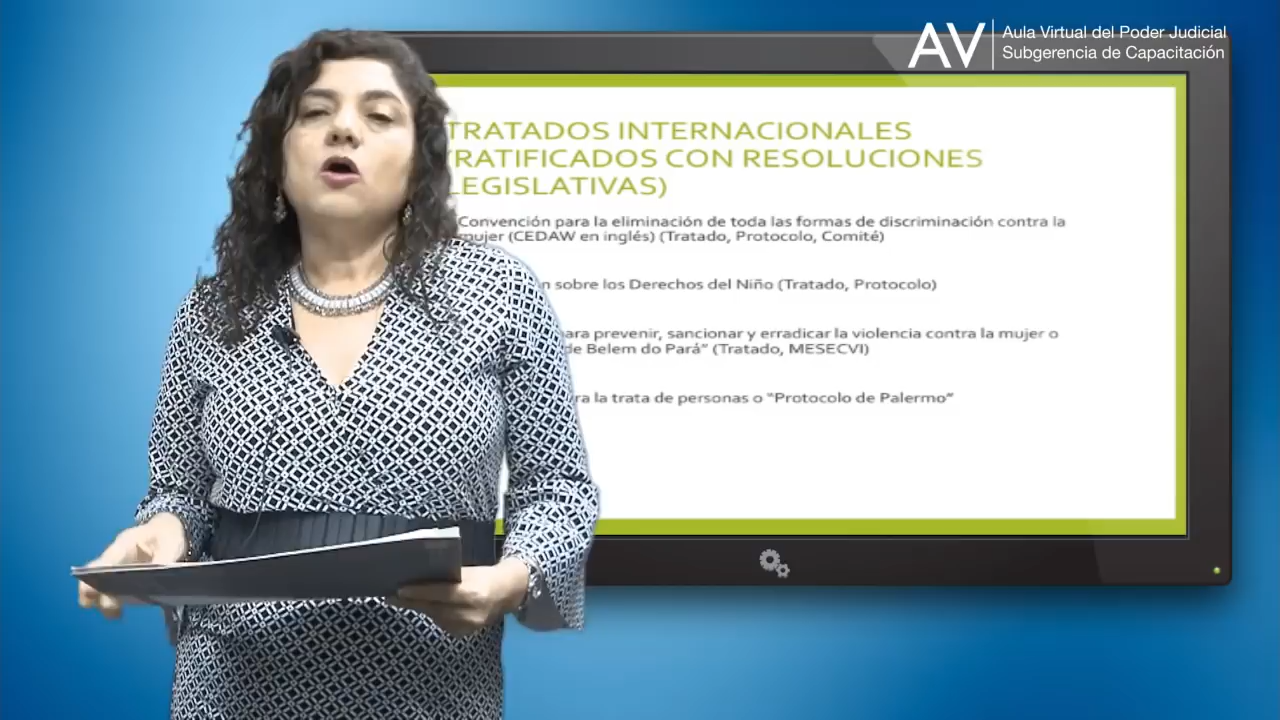 AV
Aula Virtual del Poder Judicial
Subgerencia de Capacitación
TRATADOS INTERNACIONALES
RATIFICADOS CON RESOLUCIONES
LEGISLATIVAS)
Convención para la eliminación de toda las formas de discriminación contra la
mujer (CEDAW en inglés) (Tratado, Protocolo, Comité)
sobre los Derechos del Niño (Tratado, Protocolo)
para prevenir, sancionar y erradicar la violencia contra la mujer o
de Belem do Pará" (Tratado, MESECVI)
la trata de personas o "Protocolo de Palermo"